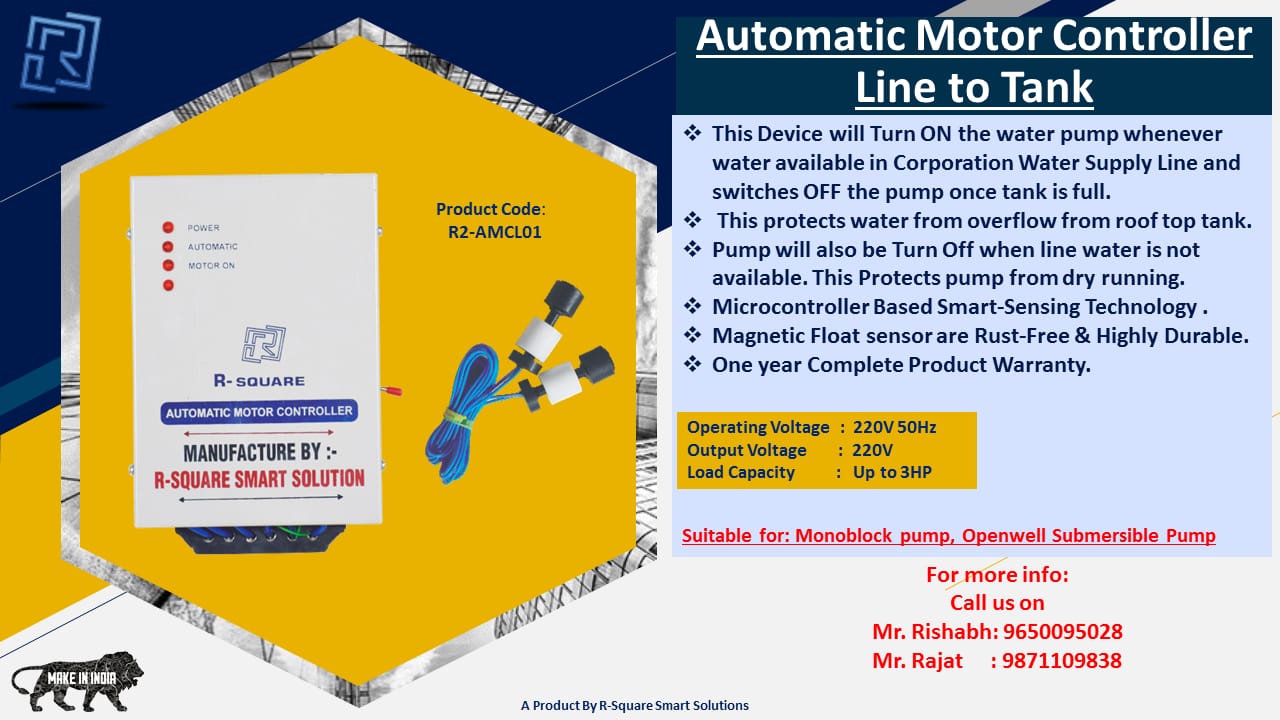 Automatic Motor Controller
Line to Tank
❖ This Device will Turn ON the water pump whenever
water available in Corporation Water Supply Line and
switches OFF the pump once tank is full.
❖ This protects water from overflow from roof top tank.
❖ Pump will also be Turn Off when line water is not
available. This Protects pump from dry running.
❖ Microcontroller Based Smart-Sensing Technology .
❖ Magnetic Float sensor are Rust-Free & Highly Durable.
❖ One year Complete Product Warranty.
Operating Voltage : 220V 50Hz
Output Voltage : 220V
Load Capacity : Up to 3HP
Suitable for: Monoblock pump, Openwell Submersible Pump
For more info:
Call us on
Mr. Rishabh: 9650095028
Mr. Rajat : 9871109838
Product Code:
R2-AMCL01
POWER
AUTOMATIC
MOTOR ON
R
R-SQUARE
AUTOMATIC MOTOR CONTROLLER
MANUFACTURE BY :-
R-SQUARE SMART SOLUTION
R
MAKE IN INDIA
A Product By R-Square Smart Solutions